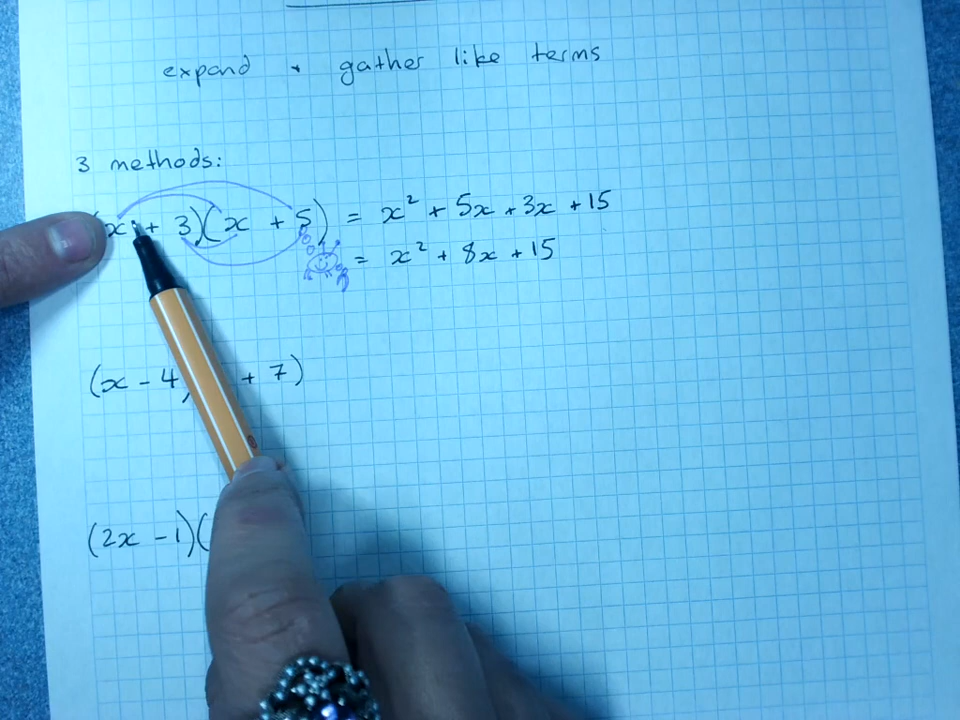 expand + gather like terms
3 methods:
(x + 3)(x + 5) = x² + 5x + 3x + 15
= x² + 8x + 15
(x - 4) + 7)
(2x - 1)(